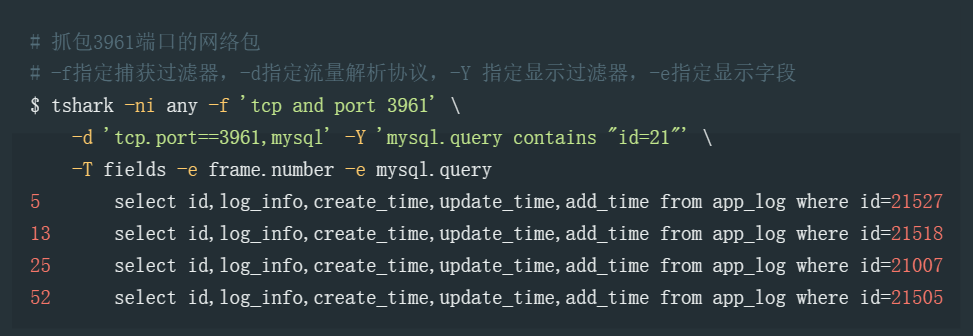 # 抓包3961端口的网络包
# -f指定捕获过滤器，-d指定流量解析协议，-Y 指定显示过滤器，-e指定显示字段
$ tshark -ni any -f 'tcp and port 3961' \
-d 'tcp.port==3961,mysql' -Y 'mysql.query contains "id=21"' \
-T fields -e frame.number -e mysql.query
5 select id,log_info,create_time,update_time,add_time from app_log where id=21527
13 select id,log_info,create_time,update_time,add_time from app_log where id=21518
25 select id,log_info,create_time,update_time,add_time from app_log where id=21007
52 select id,log_info,create_time,update_time,add_time from app_log where id=21505